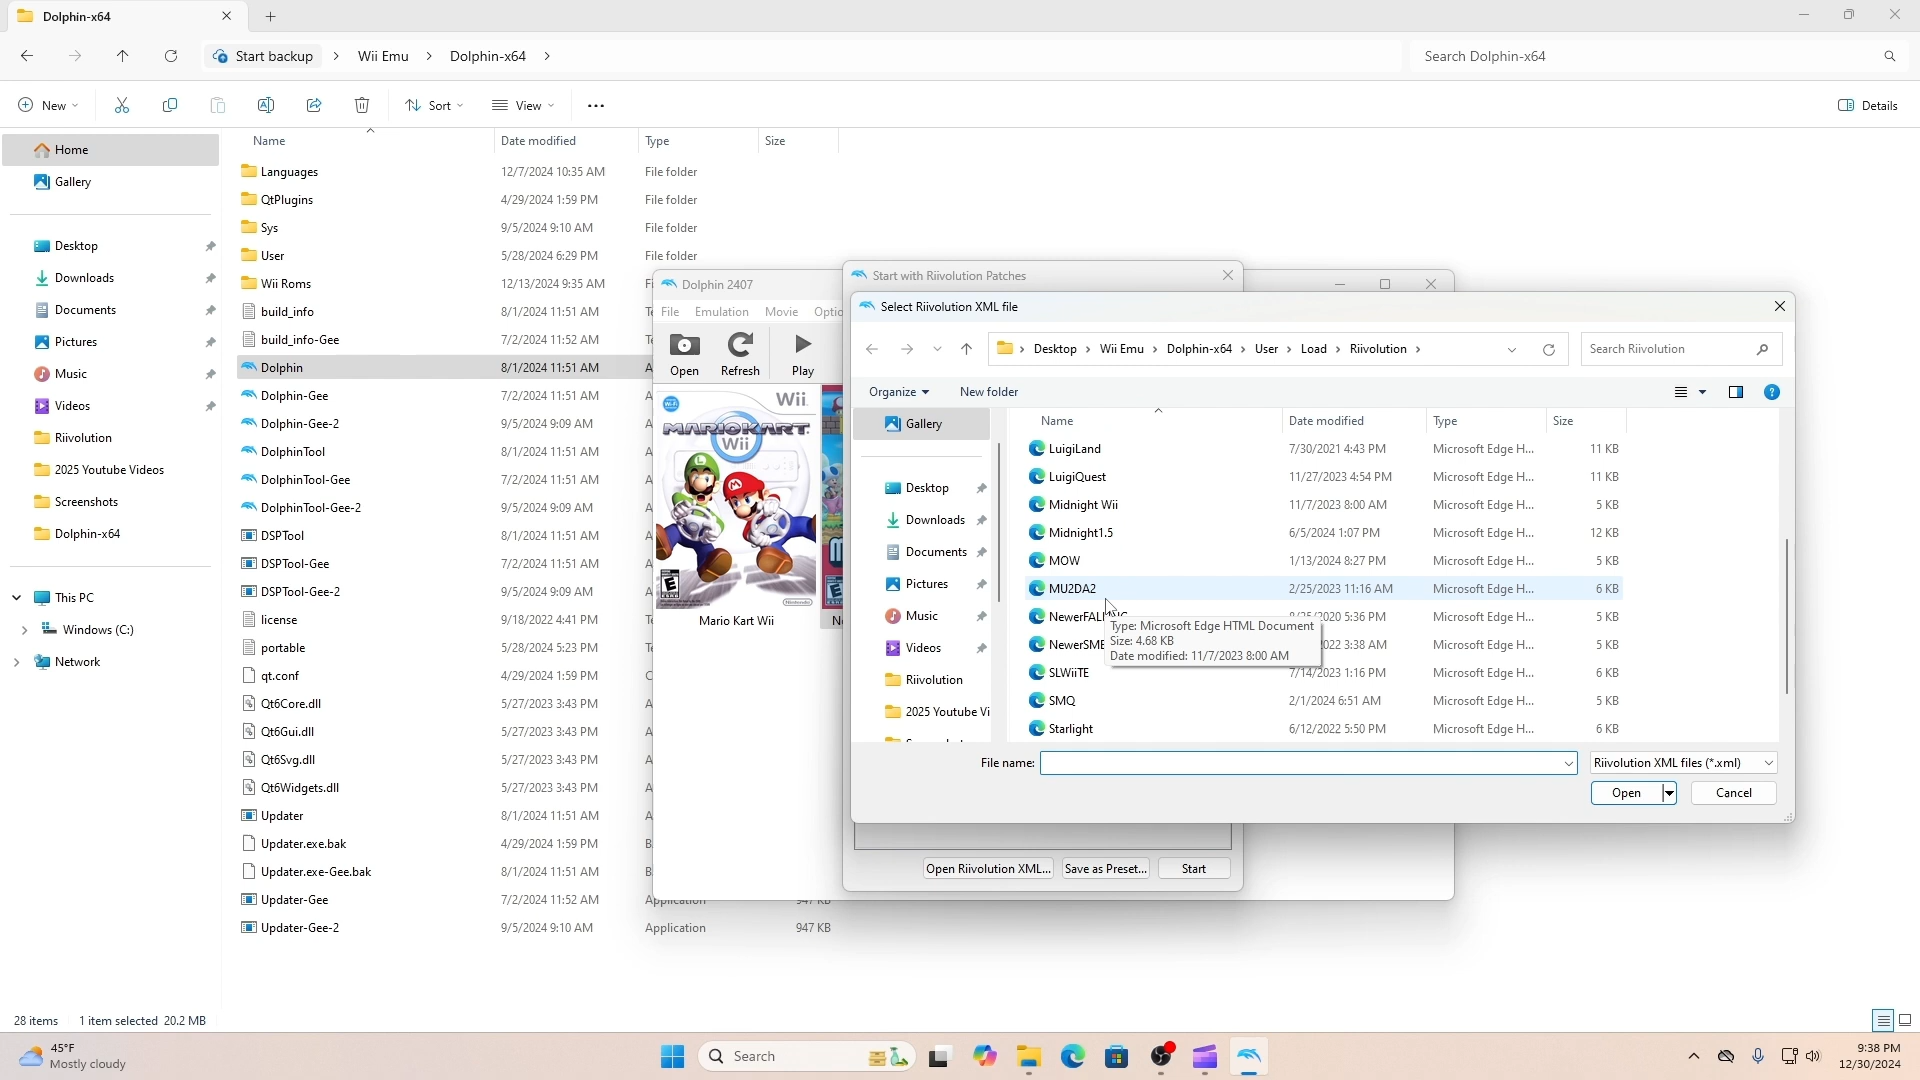 Dolphin-x64
Start backup
Wii Emu
Dolphin-x64
Search Dolphin-x64
New
Sort
View
Details
Name
Date modified
Type
Size
Home
Gallery
Desktop
Downloads
Documents
Pictures
Music
Videos
Riivolution
2025 Youtube Videos
Screenshots
Dolphin-x64
This PC
Windows (C:)
Network
Languages 12/7/2024 10:35 AM File folder
QtPlugins 4/29/2024 1:59 PM File folder
Sys 9/5/2024 9:10 AM File folder
User 5/28/2024 6:29 PM File folder
Wii Roms 12/13/2024 9:35 AM
build_info 8/1/2024 11:51 AM
build_info-Gee 7/2/2024 11:52 AM
Dolphin 8/1/2024 11:51 AM
Dolphin-Gee 7/2/2024 11:51 AM
Dolphin-Gee-2 9/5/2024 9:09 AM
DolphinTool 8/1/2024 11:51 AM
DolphinTool-Gee 7/2/2024 11:51 AM
DolphinTool-Gee-2 9/5/2024 9:09 AM
DSPTool 8/1/2024 11:51 AM
DSPTool-Gee 7/2/2024 11:51 AM
DSPTool-Gee-2 9/5/2024 9:09 AM
license 9/18/2022 4:41 PM
portable 5/28/2024 5:23 PM
qt.conf 4/29/2024 1:59 PM
Qt6Core.dll 5/27/2023 3:43 PM
Qt6Gui.dll 5/27/2023 3:43 PM
Qt6Svg.dll 5/27/2023 3:43 PM
Qt6Widgets.dll 5/27/2023 3:43 PM
Updater 8/1/2024 11:51 AM
Updater.exe.bak 4/29/2024 1:59 PM
Updater.exe-Gee.bak 8/1/2024 11:51 AM
Updater-Gee 7/2/2024 11:52 AM Application 947 KB
Updater-Gee-2 9/5/2024 9:10 AM Application 947 KB
28 items 1 item selected 20.2 MB
Dolphin 2407
File Emulation Movie
Open Refresh Play
Wii
MARIOKART
Wii
Mario Kart Wii
Start with Riivolution Patches
Open Riivolution XML... Save as Preset... Start
Select Riivolution XML file
Desktop Wii Emu Dolphin-x64 User Load Riivolution
Search Riivolution
Organize New folder
Gallery
Desktop
Downloads
Documents
Pictures
Music
Videos
Riivolution
2025 Youtube Vi
Name Date modified Type Size
LuigiLand 7/30/2021 4:43 PM Microsoft Edge H... 11 KB
LuigiQuest 11/27/2023 4:54 PM Microsoft Edge H... 11 KB
Midnight Wii 11/7/2023 8:00 AM Microsoft Edge H... 5 KB
Midnight1.5 6/5/2024 1:07 PM Microsoft Edge H... 12 KB
MOW 1/13/2024 8:27 PM Microsoft Edge H... 5 KB
MU2DA2 2/25/2023 11:16 AM Microsoft Edge H... 6 KB
5:36 PM Microsoft Edge H... 5 KB
2022 3:38 AM Microsoft Edge H... 5 KB
SLWiiTE 7/14/2023 1:16 PM Microsoft Edge H... 6 KB
SMQ 2/1/2024 6:51 AM Microsoft Edge H... 5 KB
Starlight 6/12/2022 5:50 PM Microsoft Edge H... 6 KB
Type: Microsoft Edge HTML Document
Size: 4.68 KB
Date modified: 11/7/2023 8:00 AM
File name:
Riivolution XML files (*.xml)
Open Cancel
45°F
Mostly cloudy
Search
9:38 PM
12/30/2024